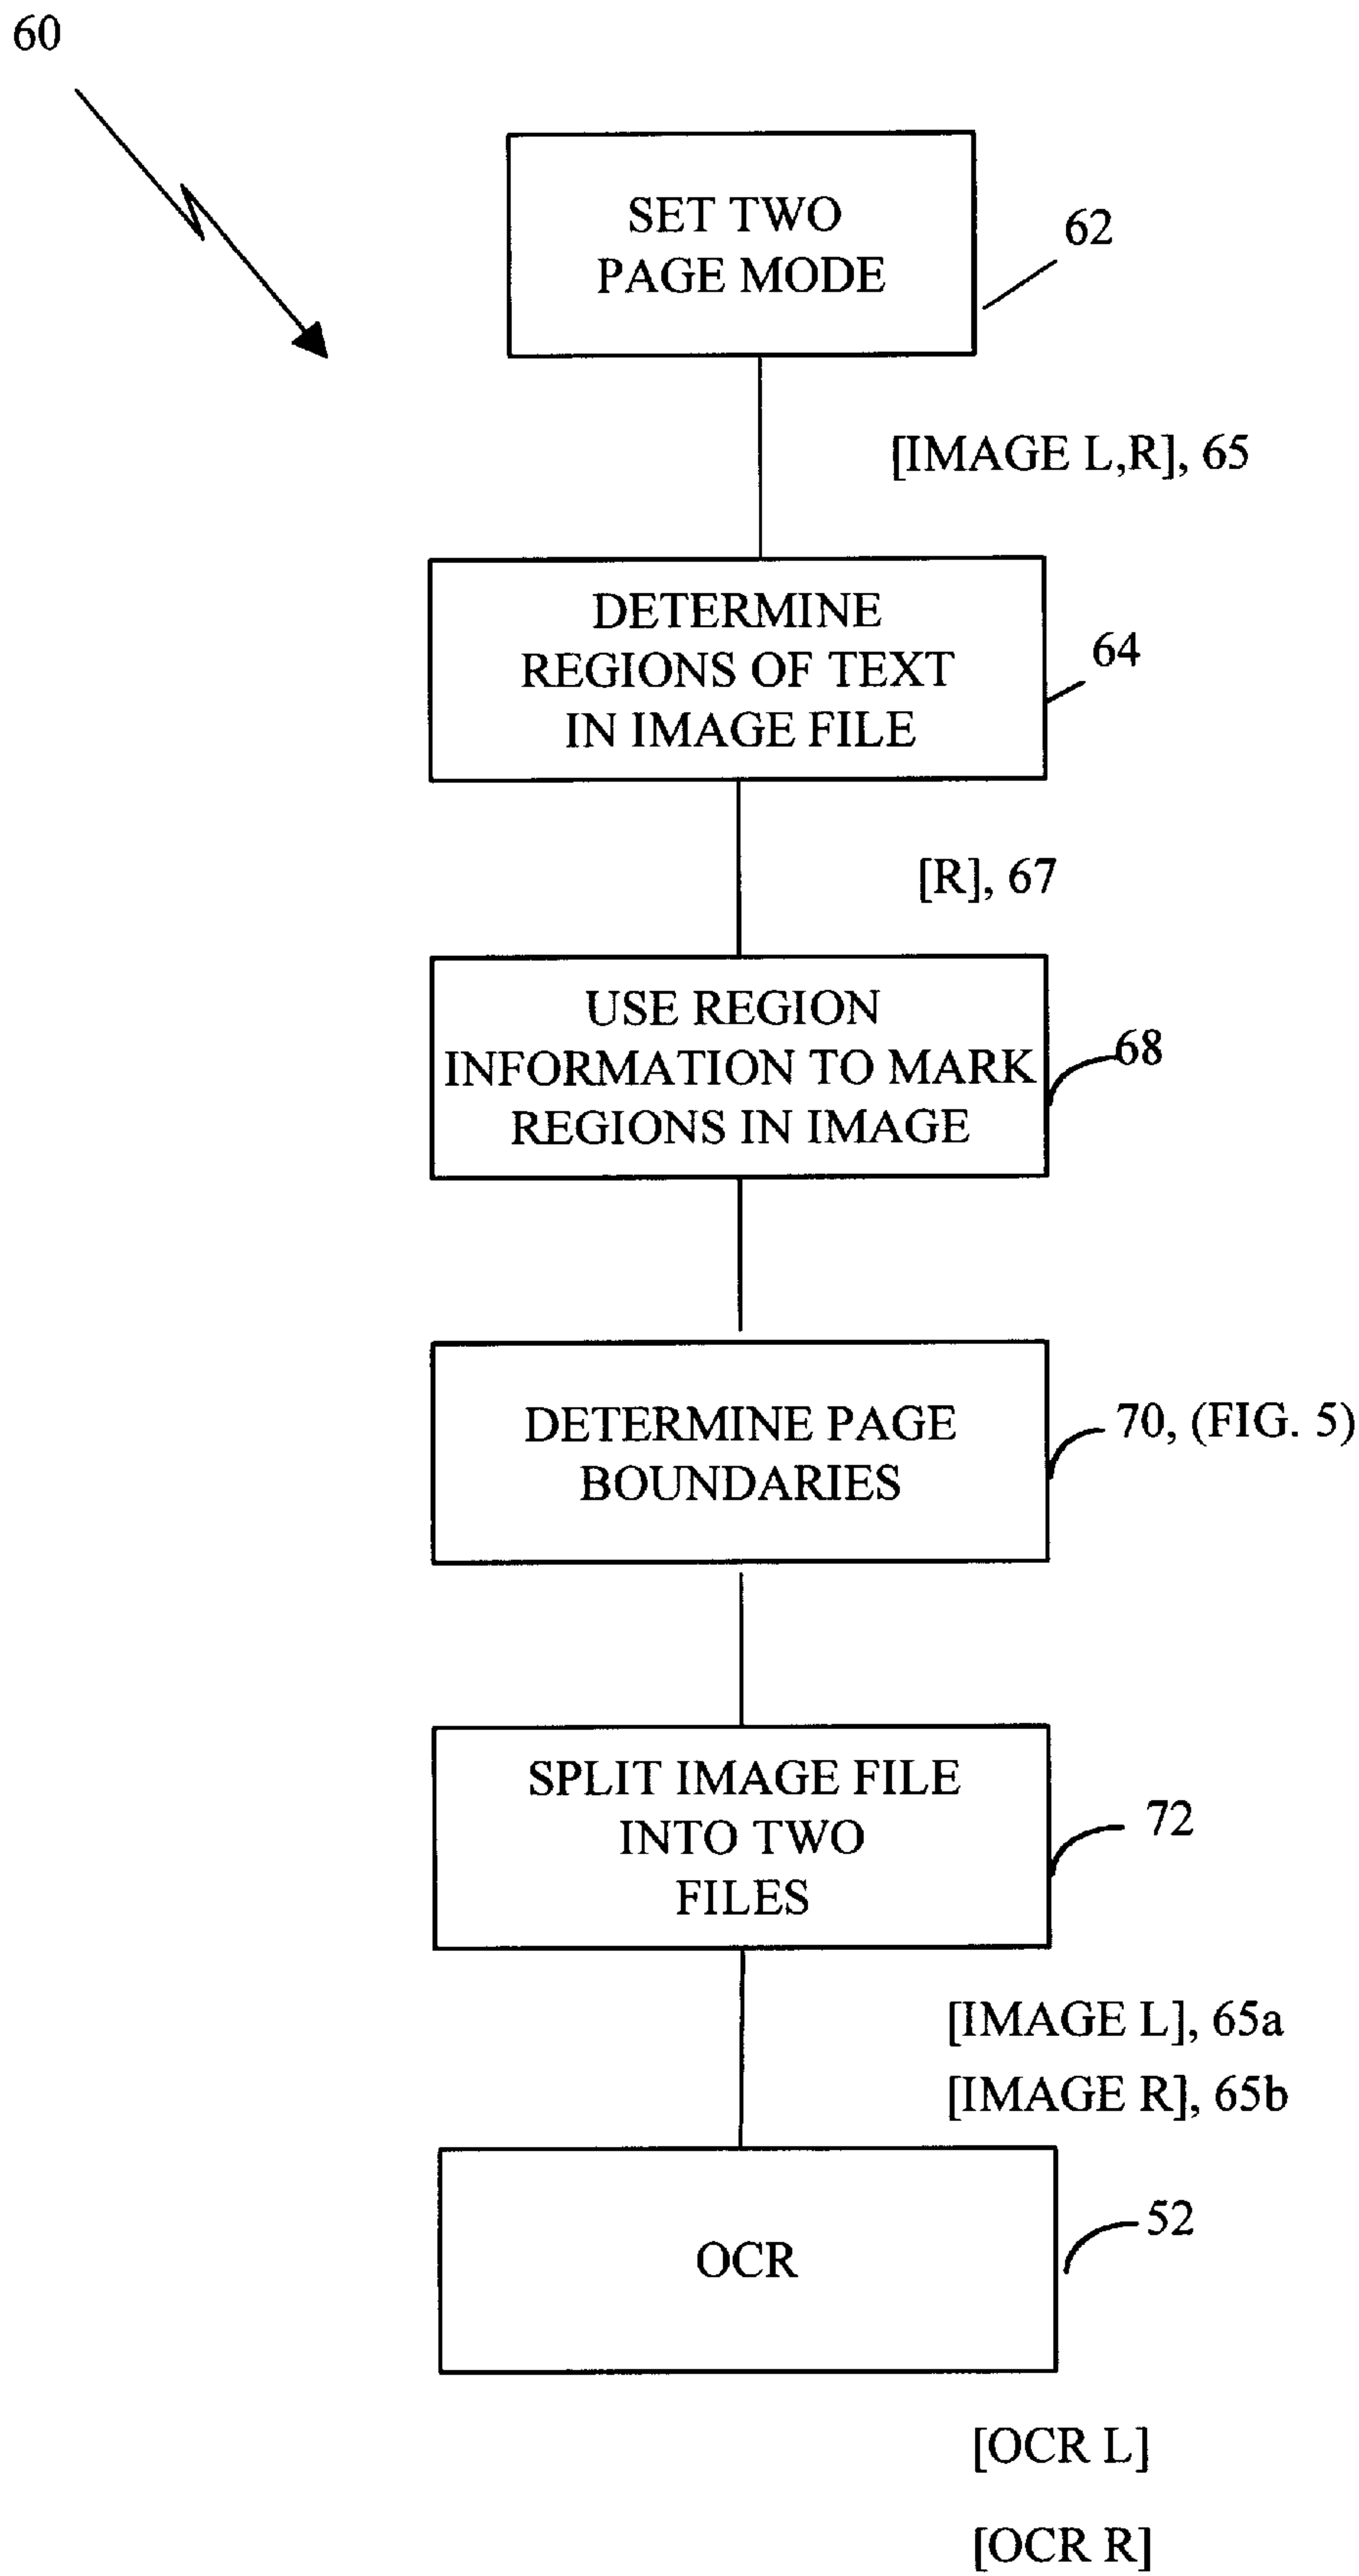 60
SET TWO
PAGE MODE
62
[IMAGE L,R], 65
DETERMINE
REGIONS OF TEXT
IN IMAGE FILE
64
[R], 67
USE REGION
INFORMATION TO MARK
REGIONS IN IMAGE
68
DETERMINE PAGE
BOUNDARIES
70, (FIG. 5)
SPLIT IMAGE FILE
INTO TWO
FILES
72
[IMAGE L], 65a
[IMAGE R], 65b
OCR
52
[OCR L]
[OCR R]